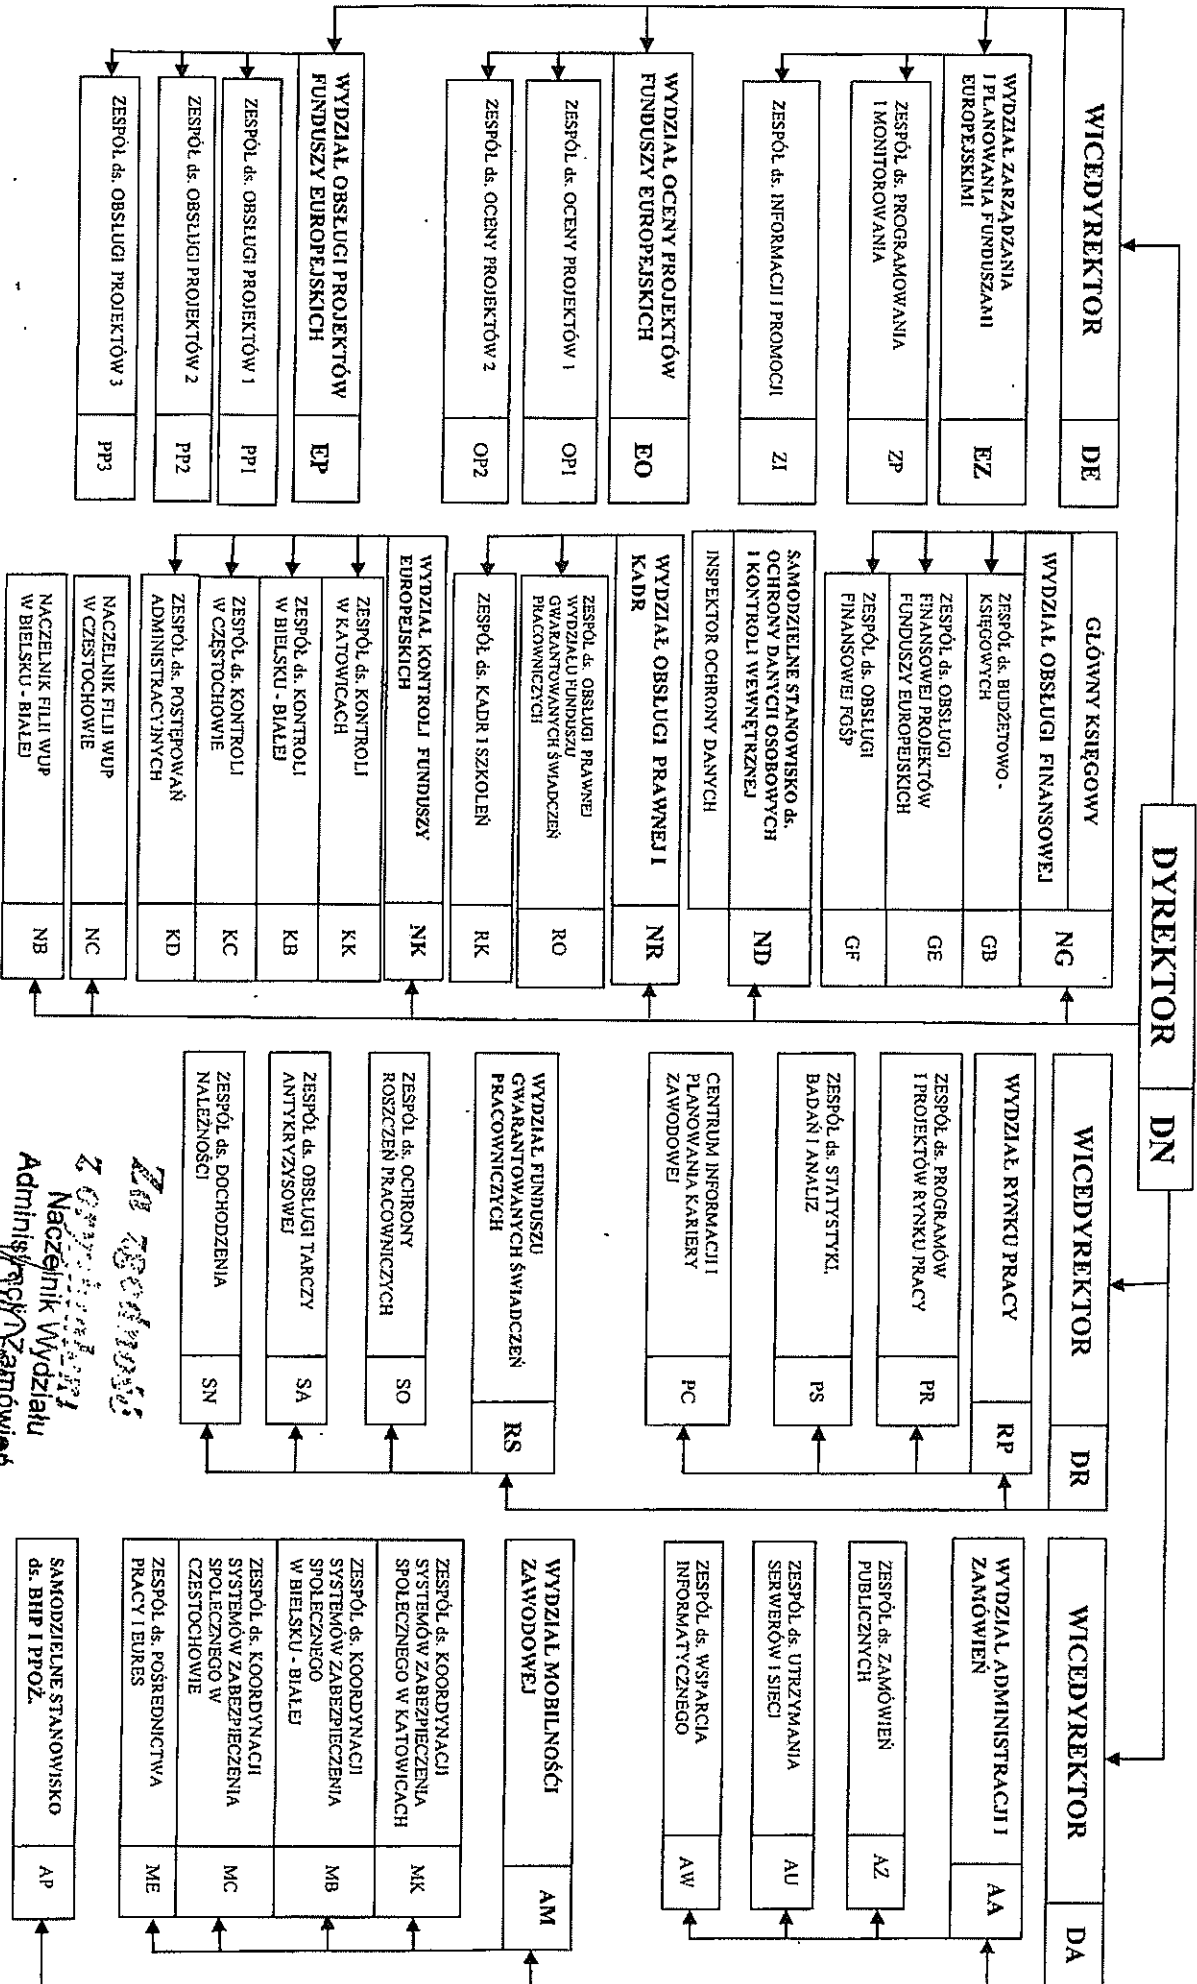 DYREKTOR
DN
WICEDYREKTOR
DE
WYDZIAŁ ZARZĄDZANIA
I PLANOWANIA FUNDUSZAMI
EUROPEJSKIMI
EZ
ZESPÓŁ ds. PROGRAMOWANIA
I MONITOROWANIA
ZP
ZESPÓŁ ds. INFORMACJI I PROMOCJI
ZI
WYDZIAŁ OCENY PROJEKTÓW
FUNDUSZY EUROPEJSKICH
EO
ZESPÓŁ ds. OCENY PROJEKTÓW 1
OP1
ZESPÓŁ ds. OCENY PROJEKTÓW 2
OP2
WYDZIAŁ OBSŁUGI PROJEKTÓW
FUNDUSZY EUROPEJSKICH
EP
ZESPÓŁ ds. OBSŁUGI PROJEKTÓW 1
PP1
ZESPÓŁ ds. OBSŁUGI PROJEKTÓW 2
PP2
ZESPÓŁ ds. OBSŁUGI PROJEKTÓW 3
PP3
GŁÓWNY KSIĘGOWY
WYDZIAŁ OBSŁUGI FINANSOWEJ
NG
ZESPÓŁ ds. BUDŻETOWO -
KSIĘGOWYCH
GB
ZESPÓŁ ds. OBSŁUGI
FINANSOWEJ PROJEKTÓW
FUNDUSZY EUROPEJSKICH
GE
ZESPÓŁ ds. OBSŁUGI
FINANSOWEJ FGŚP
GF
SAMODZIELNE STANOWISKO ds.
OCHRONY DANYCH OSOBOWYCH
I KONTROLI WEWNĘTRZNEJ
ND
INSPEKTOR OCHRONY DANYCH
WYDZIAŁ OBSŁUGI PRAWNEJ I
KADR
NR
ZESPÓŁ ds. OBSŁUGI PRAWNEJ
WYDZIAŁU FUNDUSZU
GWARANTOWANYCH ŚWIADCZEŃ
PRACOWNICZYCH
RO
ZESPÓŁ ds. KADR I SZKOLEŃ
RK
WYDZIAŁ KONTROLI FUNDUSZY
EUROPEJSKICH
NK
ZESPÓŁ ds. KONTROLI
W KATOWICACH
KK
ZESPÓŁ ds. KONTROLI
W BIELSKU - BIAŁEJ
KB
ZESPÓŁ ds. KONTROLI
W CZĘSTOCHOWIE
KC
ZESPÓŁ ds. POSTĘPOWAŃ
ADMINISTRACYJNYCH
KD
NACZELNIK FILII WUP
W CZESTOCHOWIE
NC
NACZELNIK FILII WUP
W BIELSKU - BIAŁEJ
NB
WICEDYREKTOR
DR
WYDZIAŁ RYNKU PRACY
RP
ZESPÓŁ ds. PROGRAMÓW
I PROJEKTÓW RYNKU PRACY
PR
ZESPÓŁ ds. STATYSTYKI,
BADAŃ I ANALIZ
PS
CENTRUM INFORMACJI I
PLANOWANIA KARIERY
ZAWODOWEJ
PC
WYDZIAŁ FUNDUSZU
GWARANTOWANYCH ŚWIADCZEŃ
PRACOWNICZYCH
RS
ZESPÓŁ ds. OCHRONY
ROSZCZEŃ PRACOWNICZYCH
SO
ZESPÓŁ ds. OBSŁUGI TARCZY
ANTYKRYZYSOWEJ
SA
ZESPÓŁ ds. DOCHODZENIA
NALEŻNOŚCI
SN
WICEDYREKTOR
DA
WYDZIAŁ ADMINISTRACJI I
ZAMÓWIEŃ
AA
ZESPÓŁ ds. ZAMÓWIEŃ
PUBLICZNYCH
AZ
ZESPÓŁ ds. UTRZYMANIA
SERWERÓW I SIECI
AU
ZESPÓŁ ds. WSPARCIA
INFORMATYCZNEGO
AW
WYDZIAŁ MOBILNOŚCI
ZAWODOWEJ
AM
ZESPÓŁ ds. KOORDYNACJI
SYSTEMÓW ZABEZPIECZENIA
SPOŁECZNEGO W KATOWICACH
MK
ZESPÓŁ ds. KOORDYNACJI
SYSTEMÓW ZABEZPIECZENIA
SPOŁECZNEGO
W BIELSKU - BIAŁEJ
MB
ZESPÓŁ ds. KOORDYNACJI
SYSTEMÓW ZABEZPIECZENIA
SPOŁECZNEGO W
CZESTOCHOWIE
MC
ZESPÓŁ ds. POŚREDNICTWA
PRACY I EURES
ME
SAMODZIELNE STANOWISKO
ds. BHP I PPOŻ.
AP
Za zgodność
z oryginałem
Naczelnik Wydziału
Administracji i Zamówień